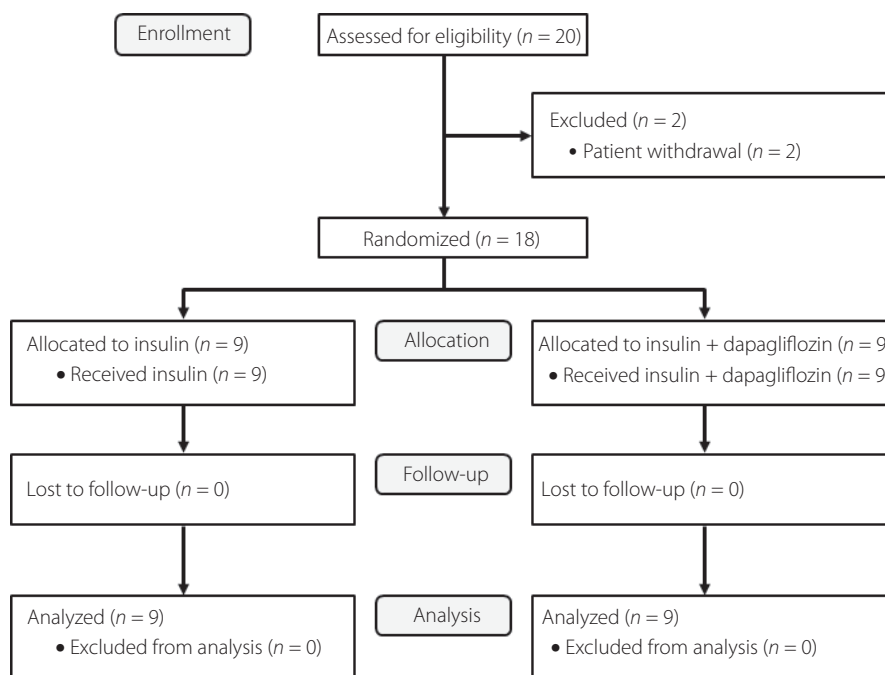 Enrollment
Assessed for eligibility (n = 20)
Excluded (n = 2)
• Patient withdrawal (n = 2)
Randomized (n = 18)
Allocated to insulin (n = 9)
• Received insulin (n = 9)
Allocation
Allocated to insulin + dapagliflozin (n = 9
• Received insulin + dapagliflozin (n = 9
Lost to follow-up (n = 0)
Follow-up
Lost to follow-up (n = 0)
Analyzed (n = 9)
• Excluded from analysis (n = 0)
Analysis
Analyzed (n = 9)
• Excluded from analysis (n = 0)